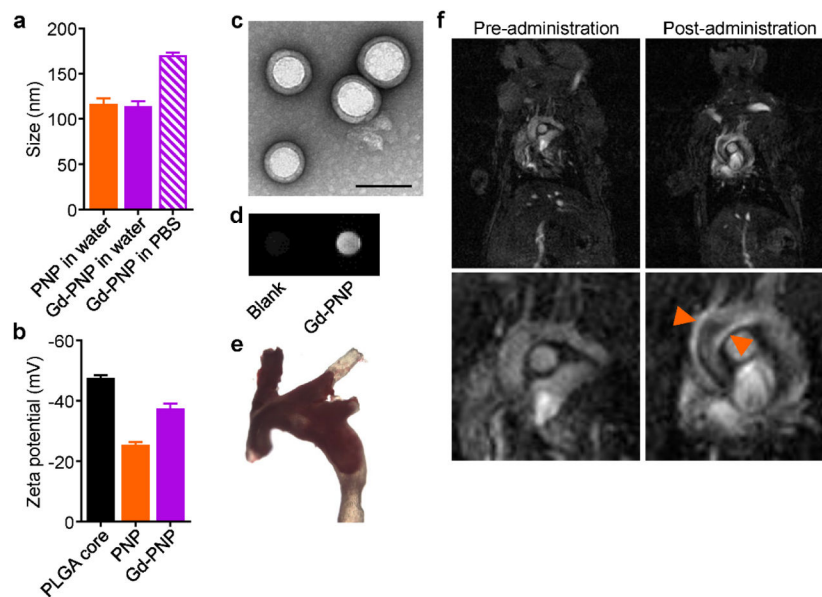 a
200
150
100
50
0
Size (nm)
PNP in water
Gd-PNP in water
Gd-PNP in PBS
b
-60
-40
-20
0
Zeta potential (mV)
PLGA core
PNP
Gd-PNP
c
d
Blank
Gd-PNP
e
f
Pre-administration
Post-administration